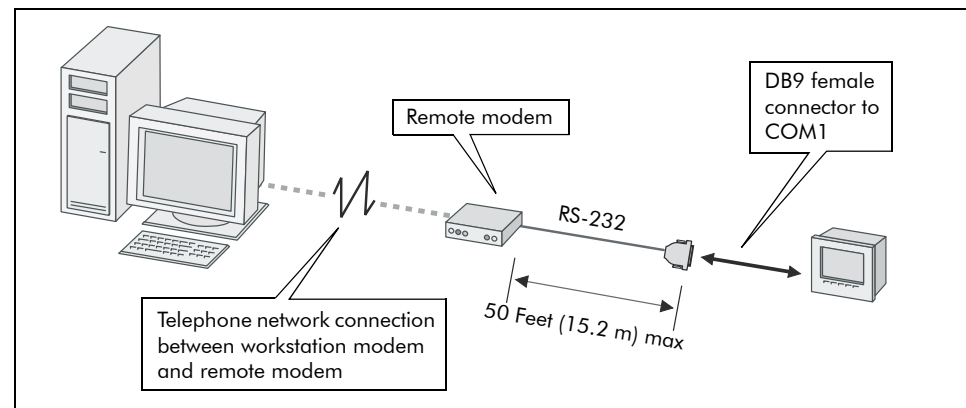 DB9 female
connector to
COM1
Remote modem
RS-232
50 Feet (15.2 m) max
Telephone network connection
between workstation modem
and remote modem